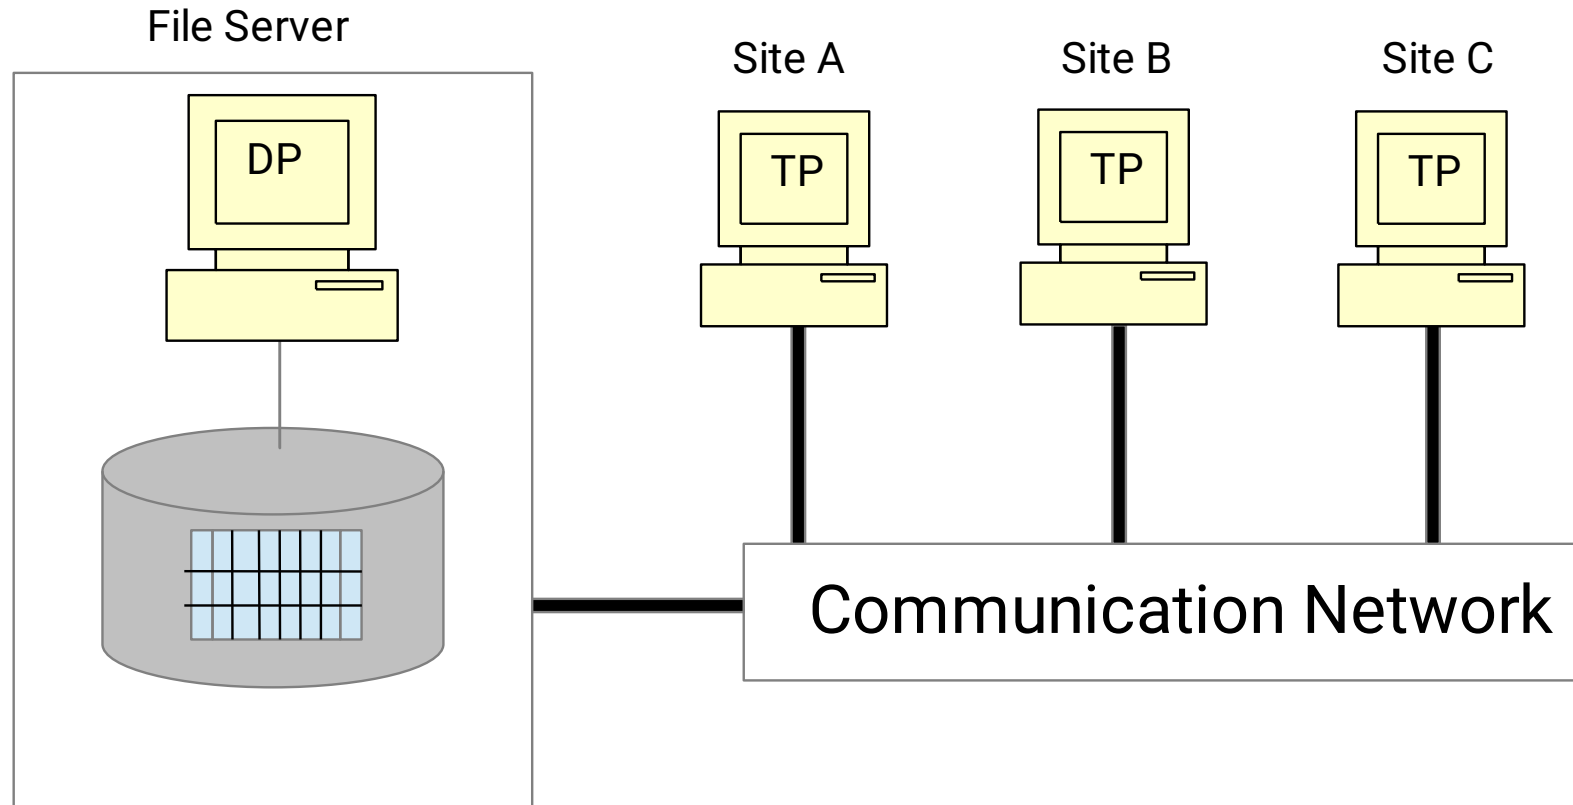 File Server
Site A
Site B
Site C
DP
TP
TP
TP
Communication Network